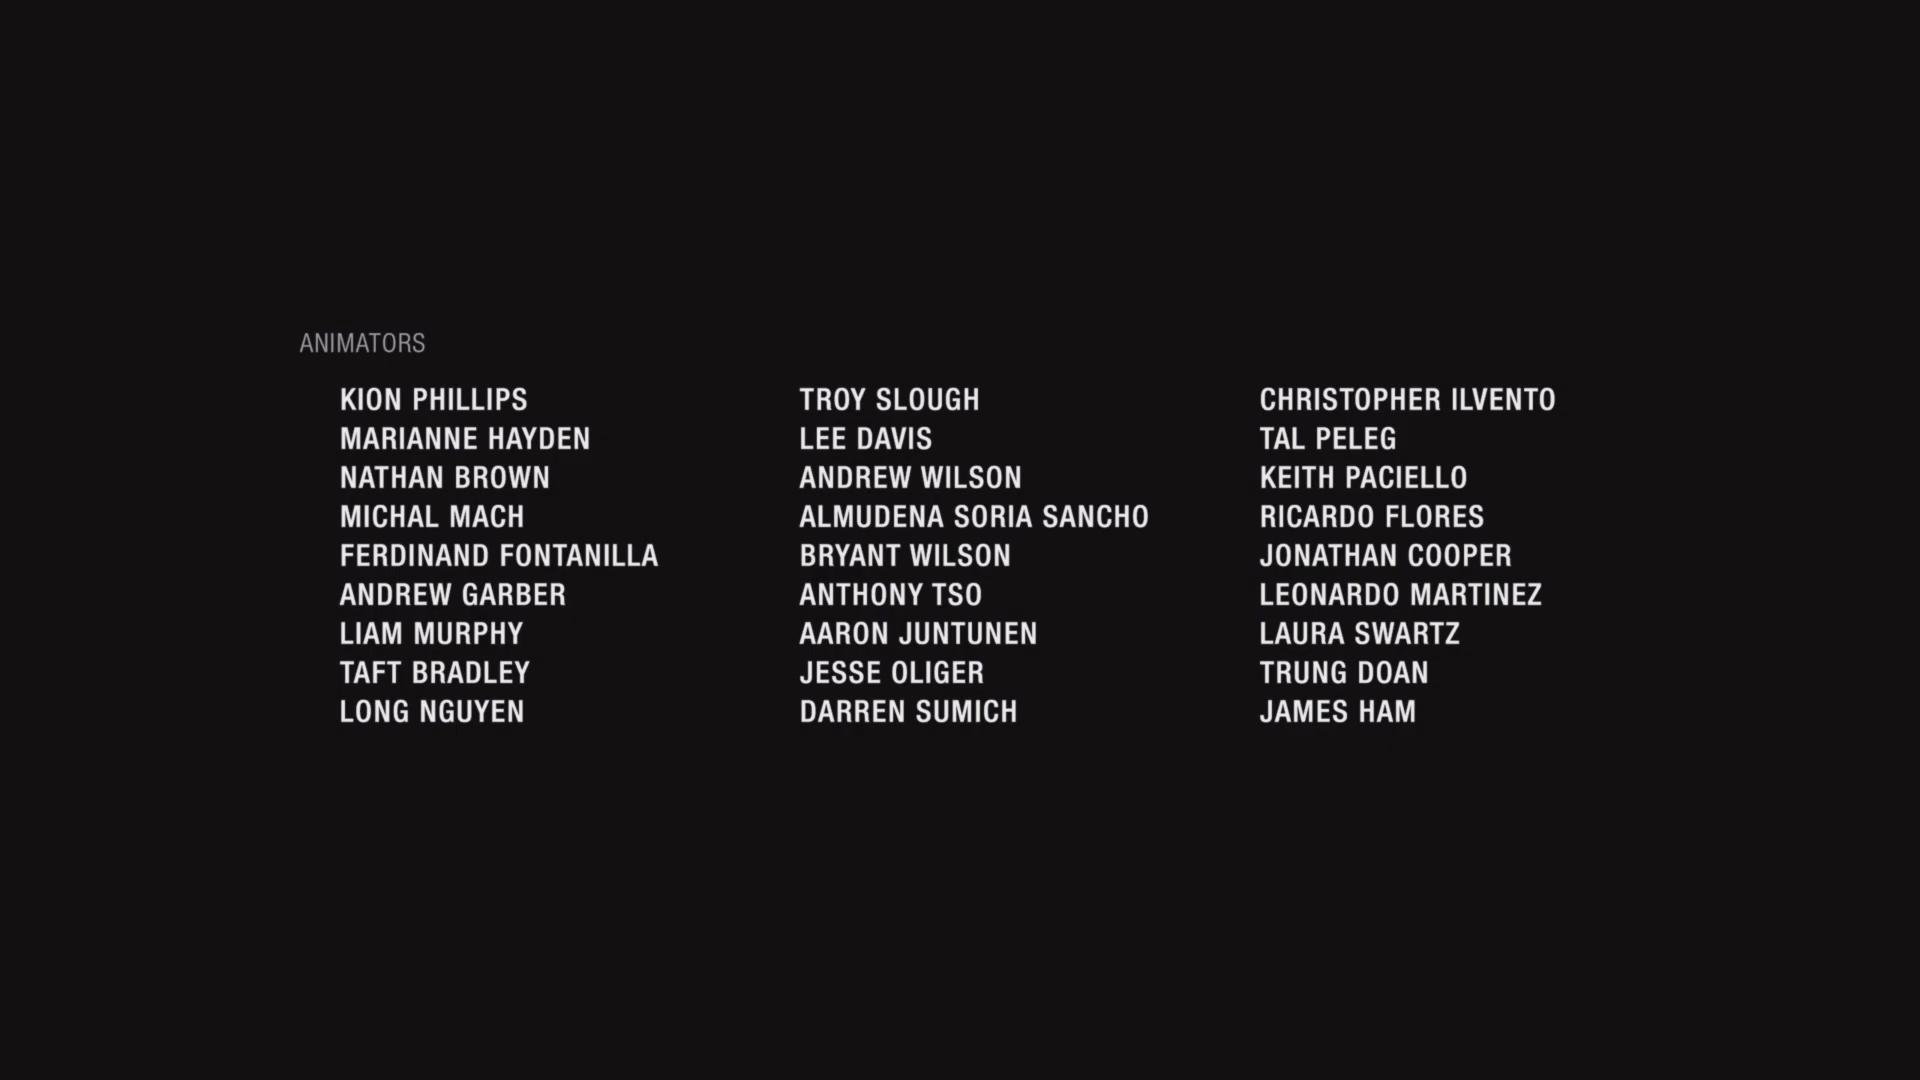 ANIMATORS
KION PHILLIPS
MARIANNE HAYDEN
NATHAN BROWN
MICHAL MACH
FERDINAND FONTANILLA
ANDREW GARBER
LIAM MURPHY
TAFT BRADLEY
LONG NGUYEN
TROY SLOUGH
LEE DAVIS
ANDREW WILSON
ALMUDENA SORIA SANCHO
BRYANT WILSON
ANTHONY TSO
AARON JUNTUNEN
JESSE OLIGER
DARREN SUMICH
CHRISTOPHER ILVENTO
TAL PELEG
KEITH PACIELLO
RICARDO FLORES
JONATHAN COOPER
LEONARDO MARTINEZ
LAURA SWARTZ
TRUNG DOAN
JAMES HAM